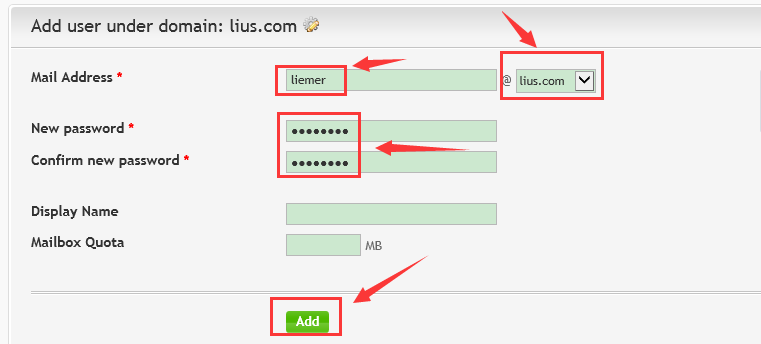 Add user under domain: lius.com
Mail Address * liemer @ lius.com
New password * ●●●●●●●●
Confirm new password * ●●●●●●●●
Display Name
Mailbox Quota MB
Add